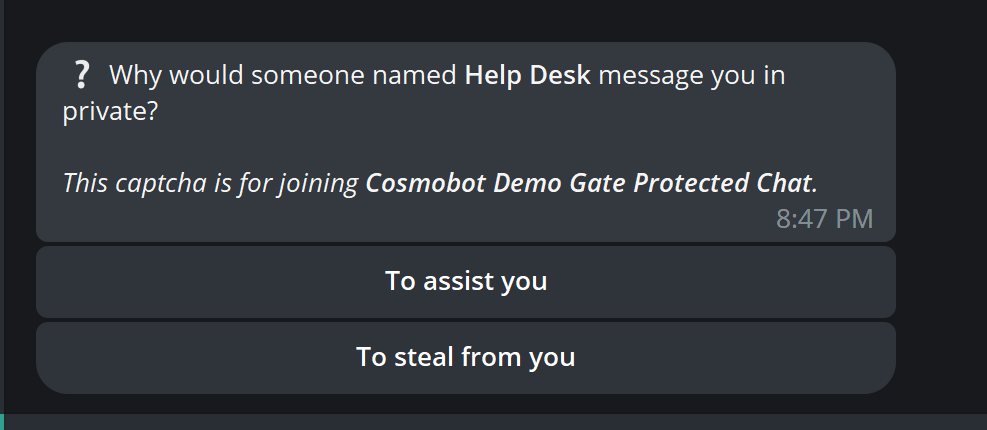 ❓ Why would someone named Help Desk message you in
private?
This captcha is for joining Cosmobot Demo Gate Protected Chat.
8:47 PM
To assist you
To steal from you